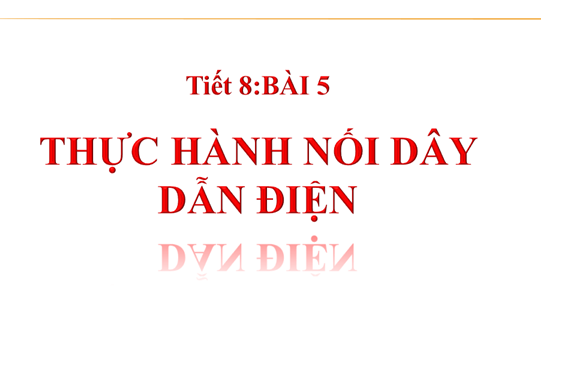 Tiết 8:BÀI 5
THỰC HÀNH NỐI DÂY
DẪN ĐIỆN